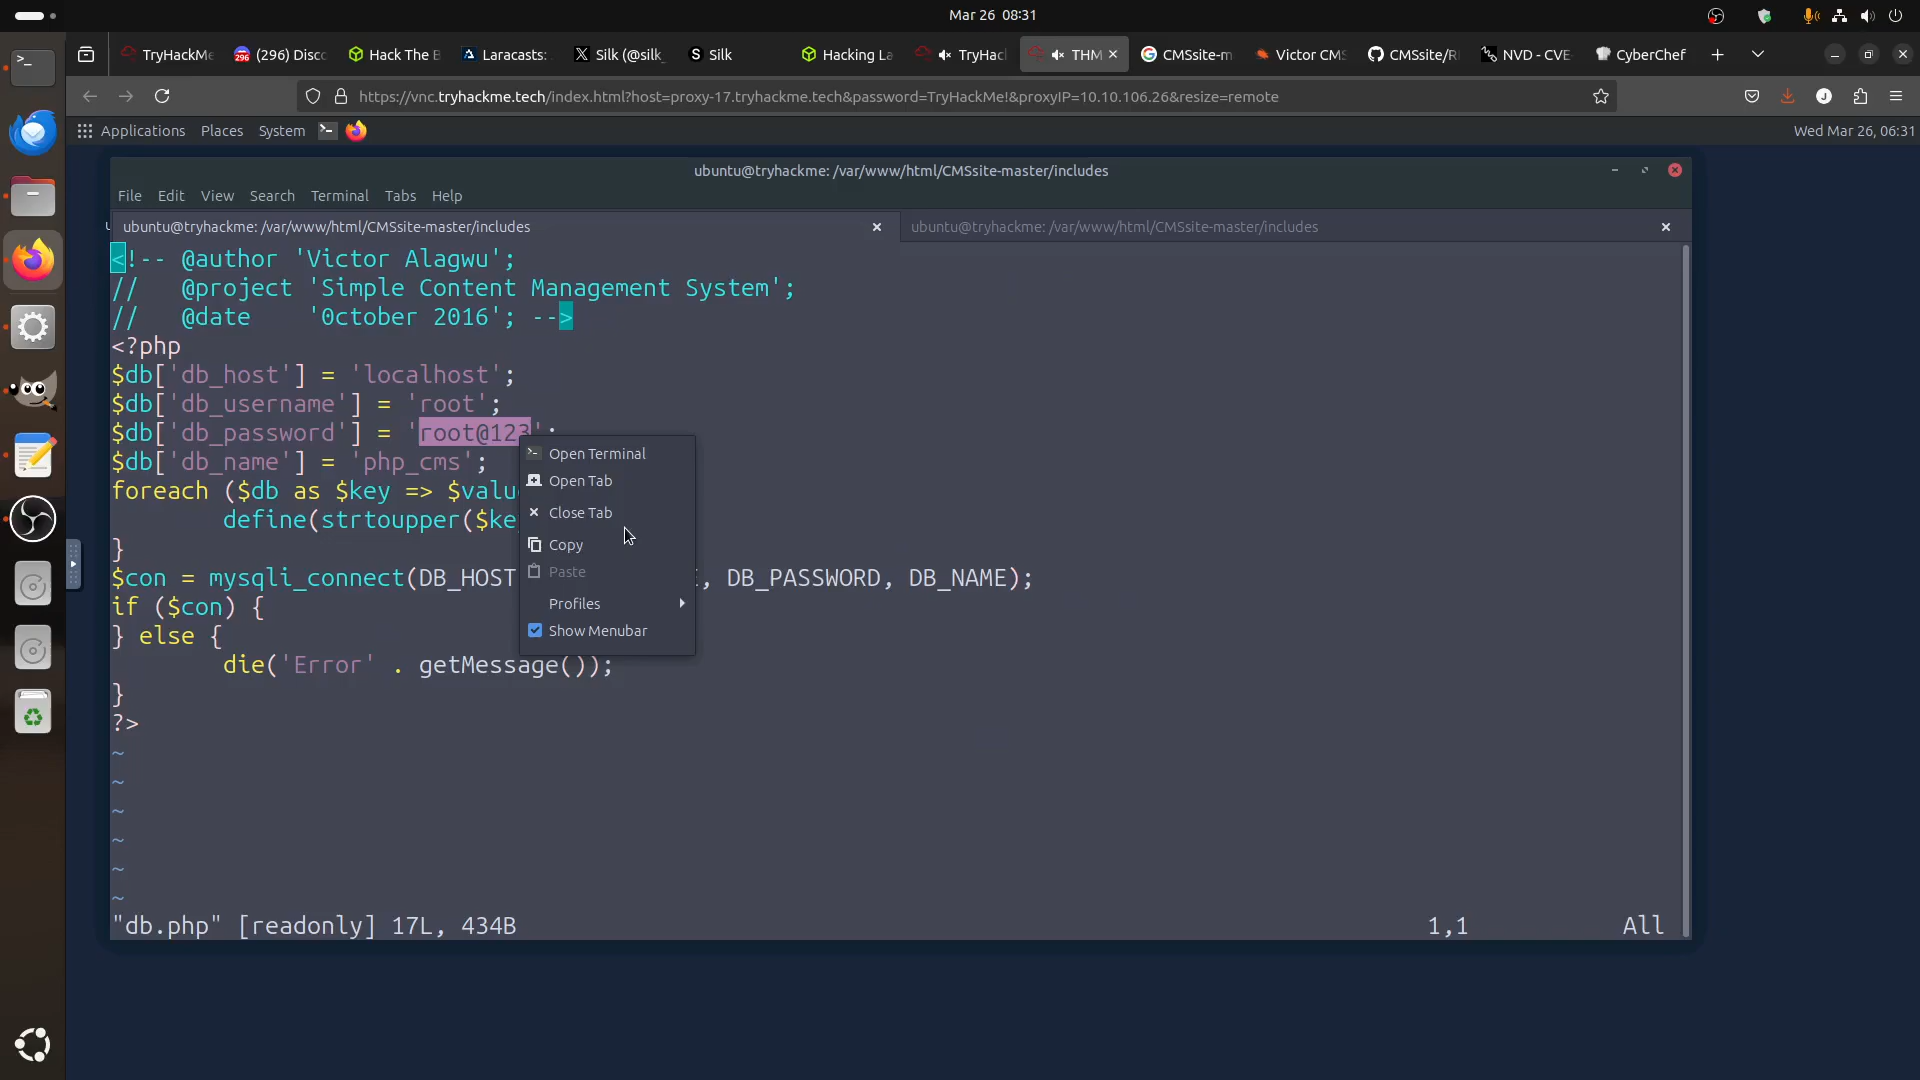 Mar 26 08:31
TryHackMe
(296) Disco
Hack The B
Laracasts:
Silk (@silk_
Silk
Hacking La
TryHac
THM
CMSsite-m
Victor CMS
CMSsite/R
NVD - CVE-
CyberChef
https://vnc.tryhackme.tech/index.html?host=proxy-17.tryhackme.tech&password=TryHackMe!&proxyIP=10.10.106.26&resize=remote
Applications Places System
Wed Mar 26, 06:31
ubuntu@tryhackme: /var/www/html/CMSsite-master/includes
File Edit View Search Terminal Tabs Help
ubuntu@tryhackme: /var/www/html/CMSsite-master/includes
ubuntu@tryhackme: /var/www/html/CMSsite-master/includes
<!-- @author 'Victor Alagwu';
//   @project 'Simple Content Management System';
//   @date    '0ctober 2016'; -->
<?php
$db['db_host'] = 'localhost';
$db['db_username'] = 'root';
$db['db_password'] = 'root@123';
$db['db_name'] = 'php_cms';
foreach ($db as $key => $valu
define(strtoupper($ke
}
$con = mysqli_connect(DB_HOST , DB_PASSWORD, DB_NAME);
if ($con) {
} else {
die('Error' . getMessage());
}
?>
~
~
~
~
~
~
"db.php" [readonly] 17L, 434B
1,1
All
Open Terminal
Open Tab
Close Tab
Copy
Paste
Profiles
Show Menubar